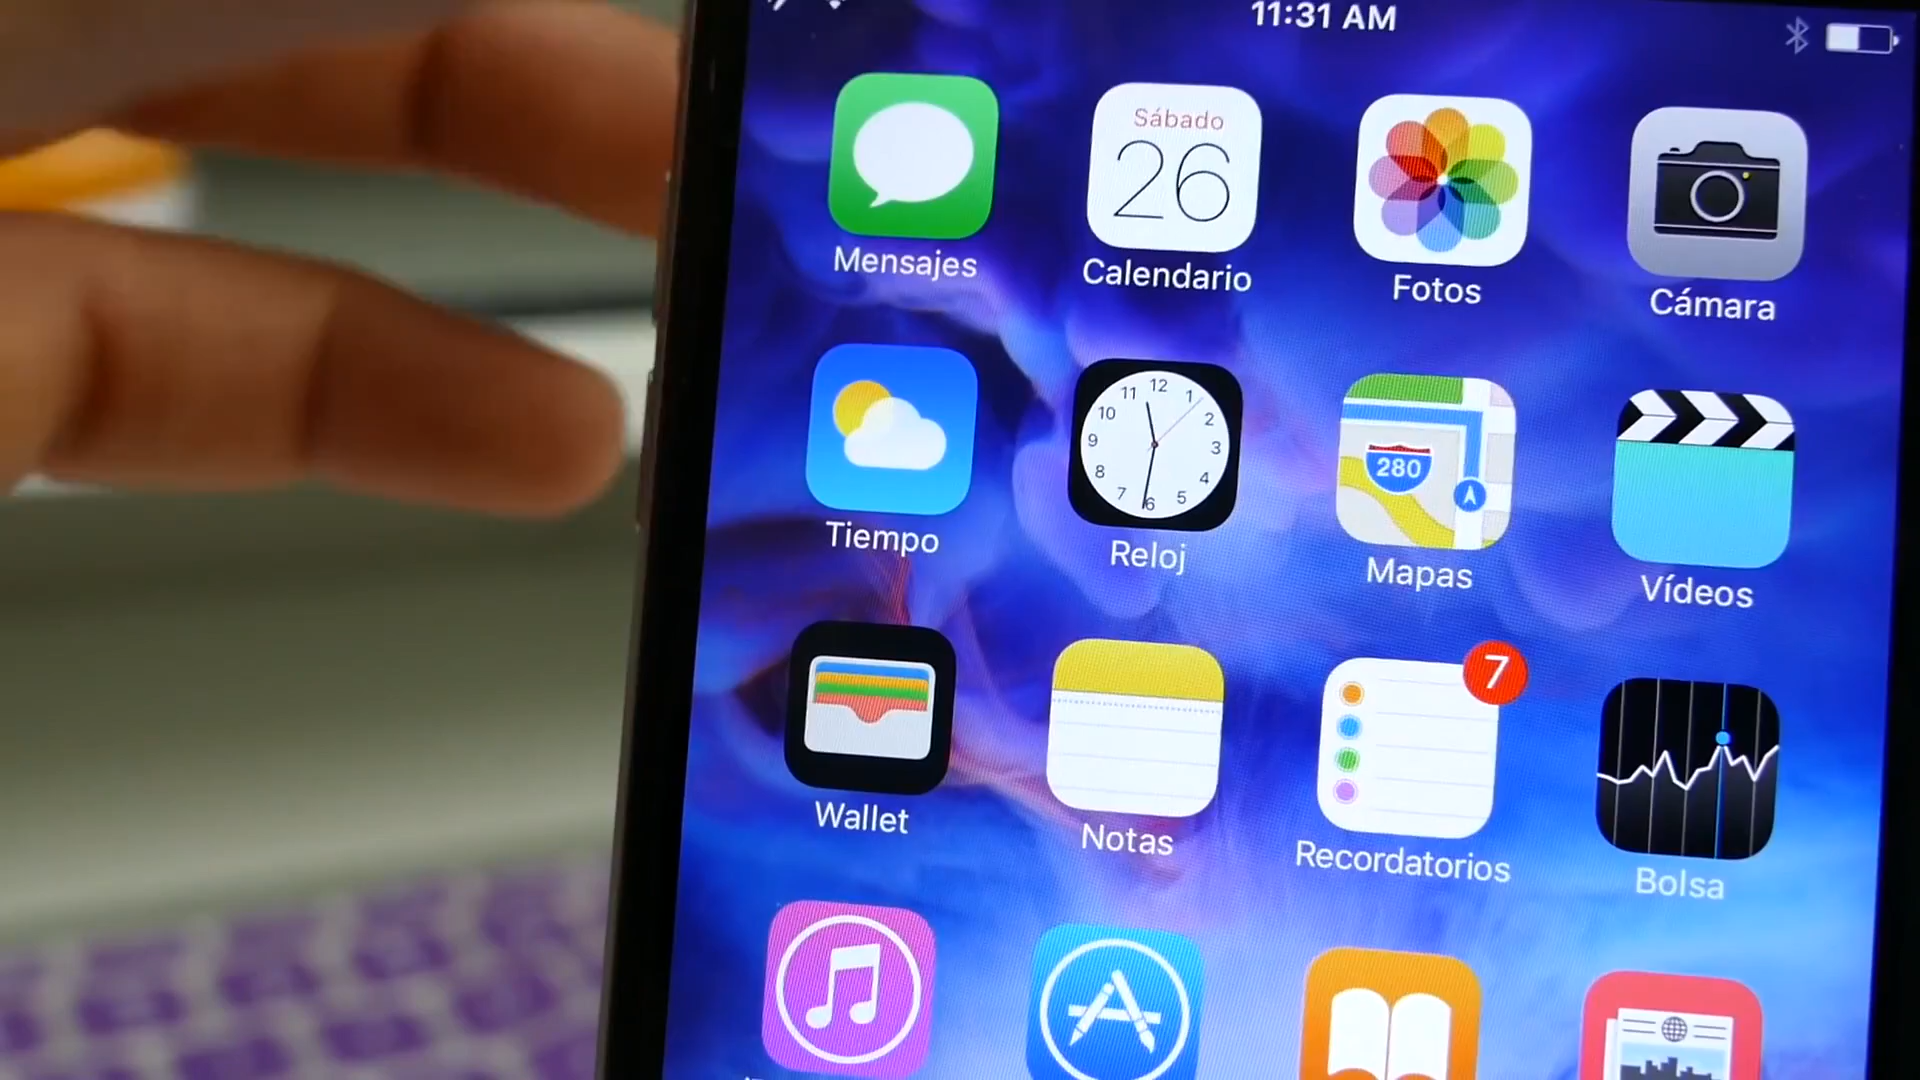 11:31 AM
Sábado
26
Mensajes
Calendario
Fotos
Cámara
12
11
1
10
2
9
3
8
4
7
6
5
280
Tiempo
Reloj
Mapas
Vídeos
7
Wallet
Notas
Recordatorios
Bolsa